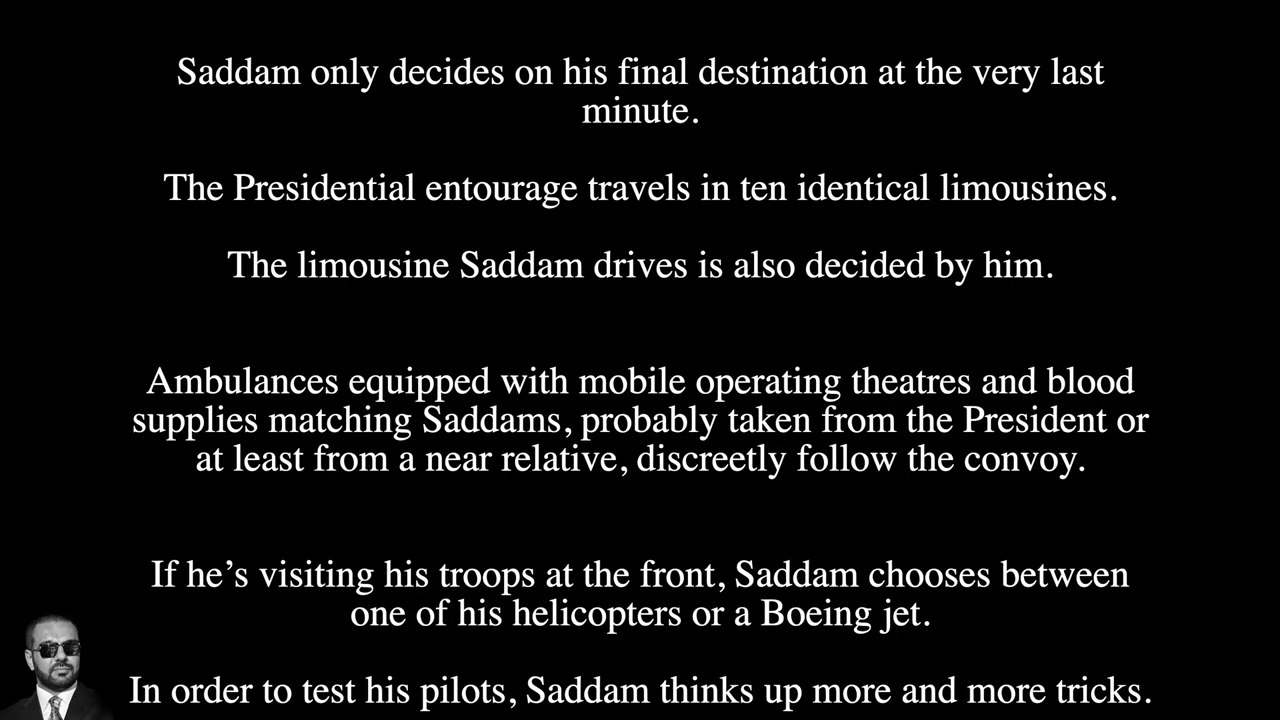 Saddam only decides on his final destination at the very last
minute.
The Presidential entourage travels in ten identical limousines.
The limousine Saddam drives is also decided by him.
Ambulances equipped with mobile operating theatres and blood
supplies matching Saddams, probably taken from the President or
at least from a near relative, discreetly follow the convoy.
If he’s visiting his troops at the front, Saddam chooses between
one of his helicopters or a Boeing jet.
In order to test his pilots, Saddam thinks up more and more tricks.